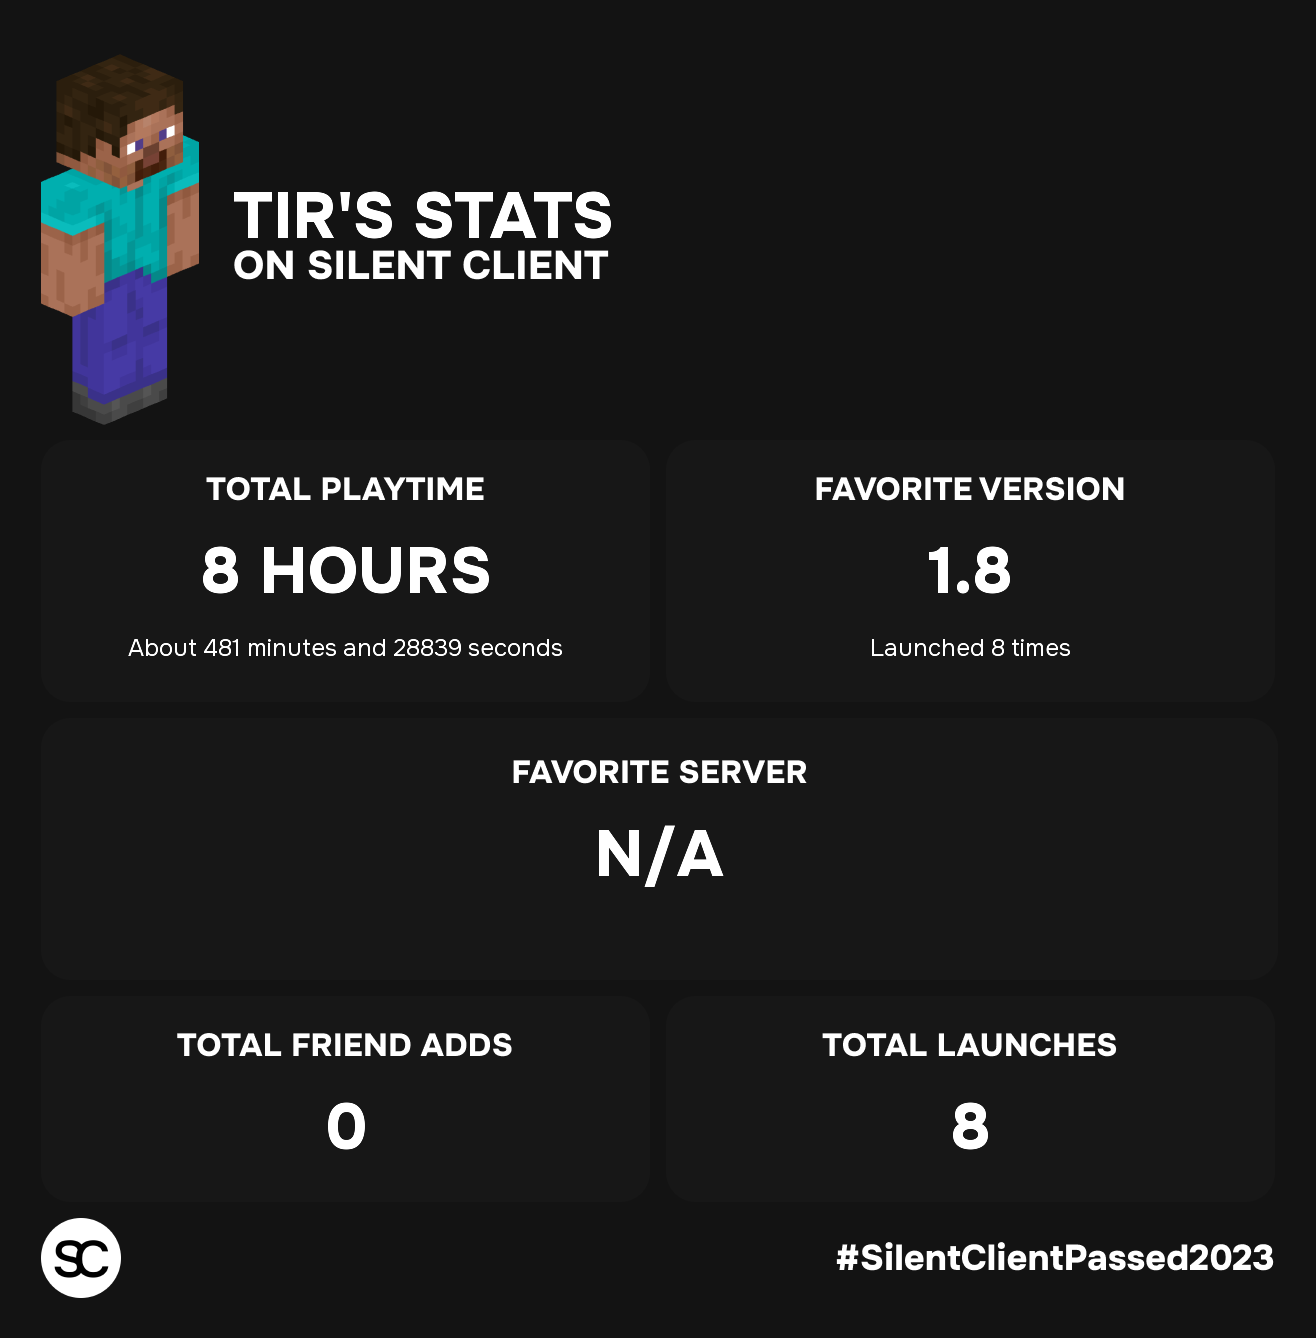 TIR'S STATS
ON SILENT CLIENT
TOTAL PLAYTIME
8 HOURS
About 481 minutes and 28839 seconds
FAVORITE VERSION
1.8
Launched 8 times
FAVORITE SERVER
N/A
TOTAL FRIEND ADDS
0
TOTAL LAUNCHES
8
SC
#SilentClientPassed2023